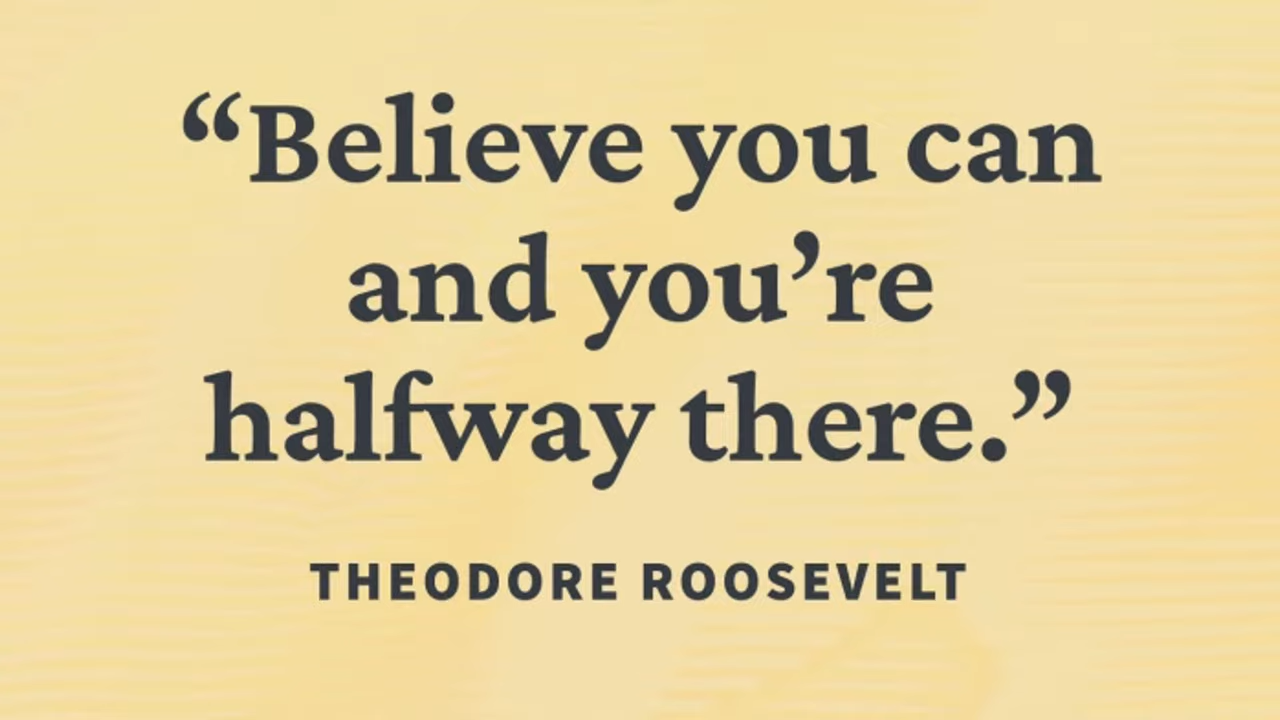 “Believe you can
and you’re
halfway there.”
THEODORE ROOSEVELT